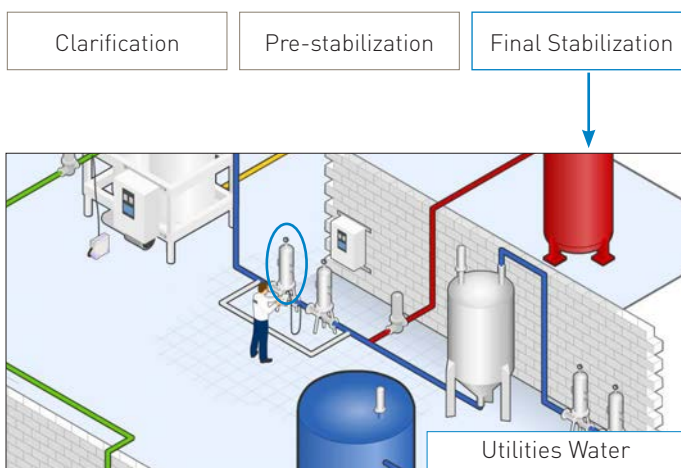 Clarification
Pre-stabilization
Final Stabilization
Utilities Water